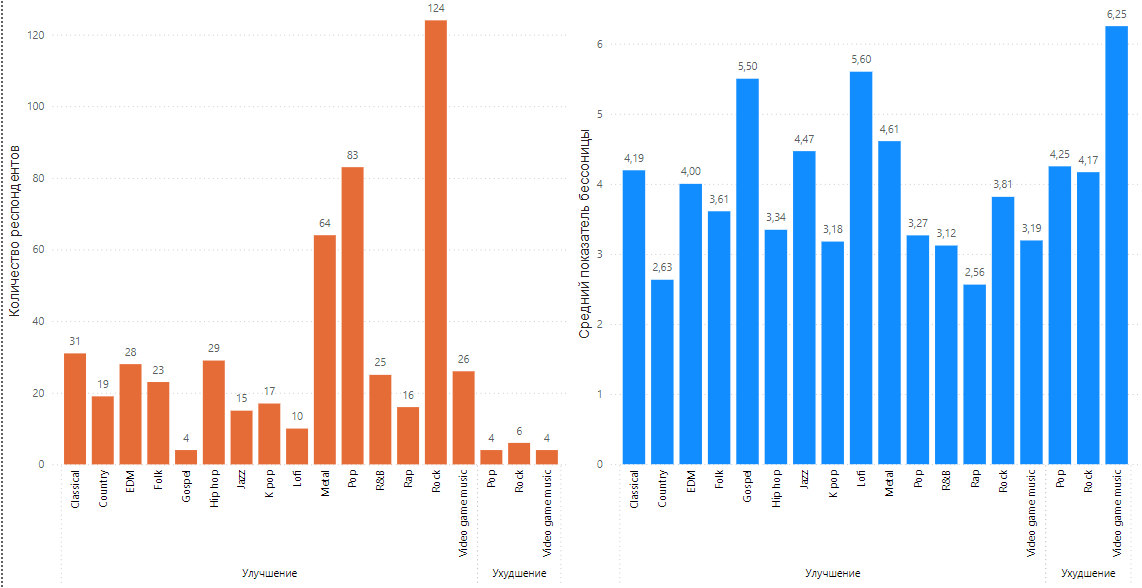 Количество респондентов
120
100
80
60
40
20
0
31
19
28
23
4
29
15
17
10
64
83
25
16
124
26
4
6
4
Classical
Country
EDM
Folk
Gospel
Hip hop
Jazz
K pop
Lofi
Metal
Pop
R&B
Rap
Rock
Video game music
Pop
Rock
Video game music
Улучшение
Ухудшение
Средний показатель бессоницы
6
5
4
3
2
1
0
4,19
2,63
4,00
3,61
5,50
3,34
4,47
3,18
5,60
4,61
3,27
3,12
2,56
3,81
3,19
4,25
4,17
6,25
Classical
Country
EDM
Folk
Gospel
Hip hop
Jazz
K pop
Lofi
Metal
Pop
R&B
Rap
Rock
Video game music
Pop
Rock
Video game music
Улучшение
Ухудшение